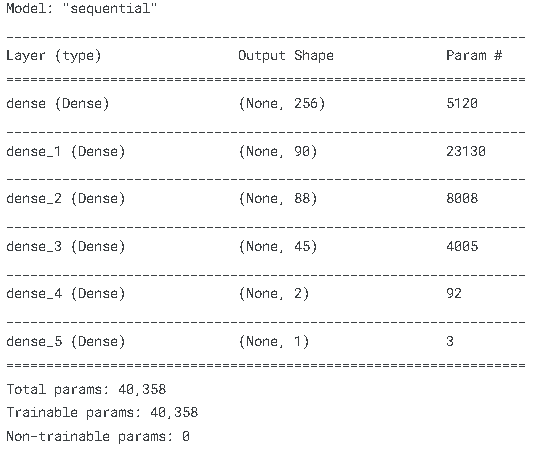 Model: "sequential"
_________________________________________________________________
Layer (type) Output Shape Param #
=================================================================
dense (Dense) (None, 256) 5120
_________________________________________________________________
dense_1 (Dense) (None, 90) 23130
_________________________________________________________________
dense_2 (Dense) (None, 88) 8008
_________________________________________________________________
dense_3 (Dense) (None, 45) 4005
_________________________________________________________________
dense_4 (Dense) (None, 2) 92
_________________________________________________________________
dense_5 (Dense) (None, 1) 3
=================================================================
Total params: 40,358
Trainable params: 40,358
Non-trainable params: 0